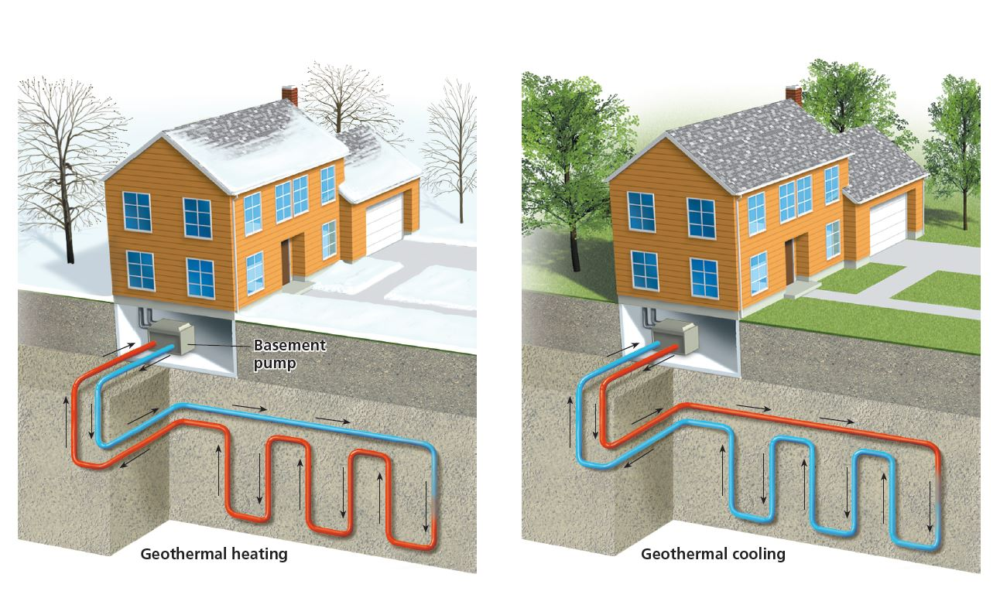 Basement
pump
Geothermal heating
Geothermal cooling